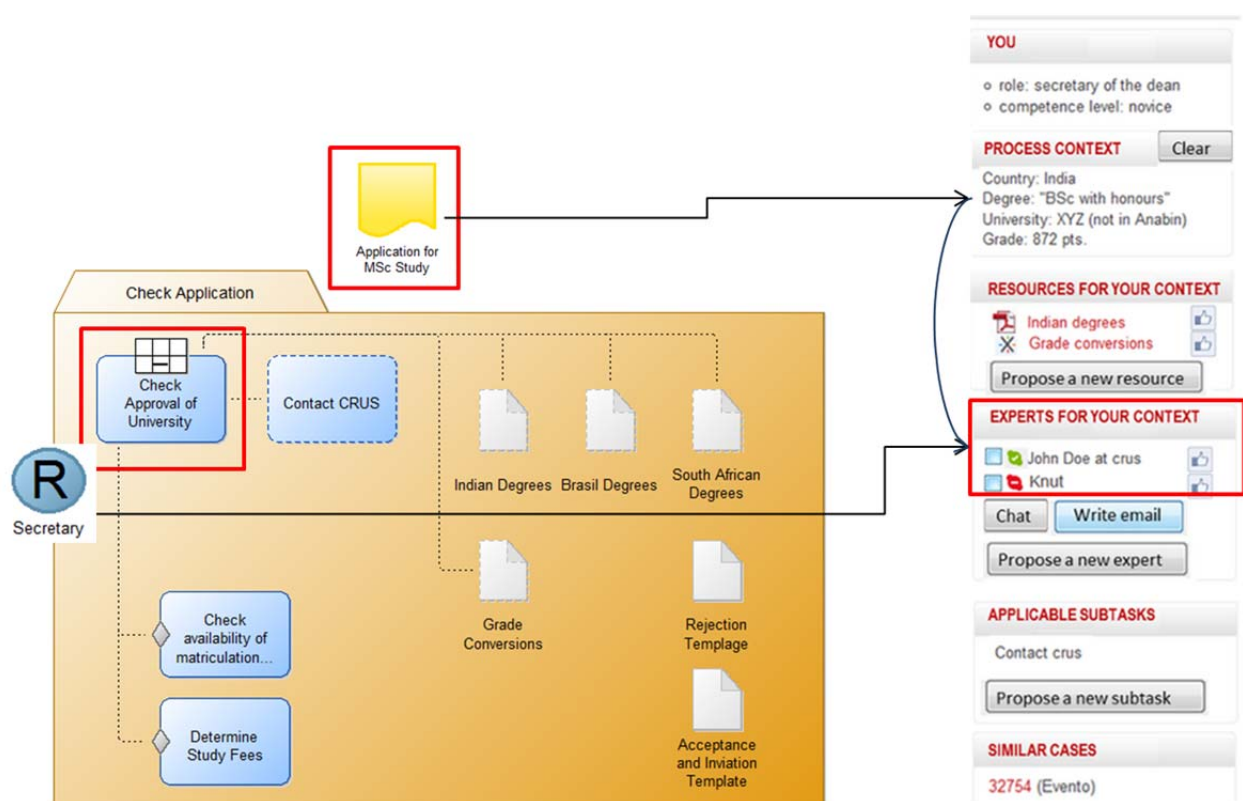 Application for
MSc Study
Check Application
Check
Approval of
University
Contact CRUS
Indian Degrees
Brasil Degrees
South African
Degrees
R
Secretary
Grade
Conversions
Rejection
Templage
Check
availability of
matriculation...
Determine
Study Fees
Acceptance
and Inviation
Template
YOU
role: secretary of the dean
competence level: novice
PROCESS CONTEXT
Clear
Country: India
Degree: "BSc with honours"
University: XYZ (not in Anabin)
Grade: 872 pts.
RESOURCES FOR YOUR CONTEXT
Indian degrees
Grade conversions
Propose a new resource
EXPERTS FOR YOUR CONTEXT
John Doe at crus
Knut
Chat
Write email
Propose a new expert
APPLICABLE SUBTASKS
Contact crus
Propose a new subtask
SIMILAR CASES
32754 (Evento)